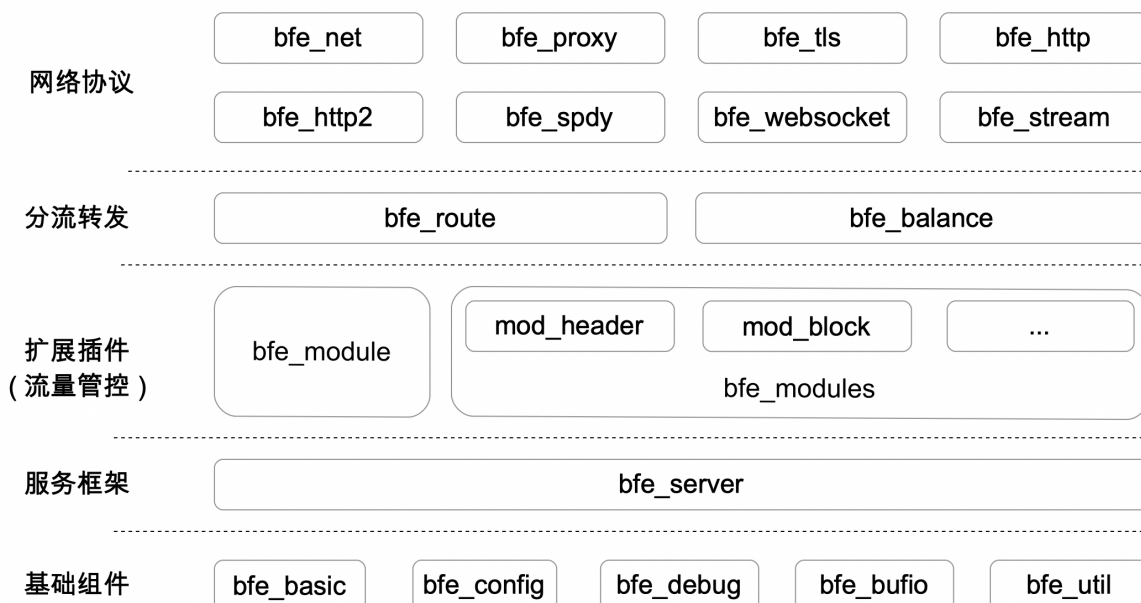 bfe_net bfe_proxy bfe_tls bfe_http
网络协议
bfe_http2 bfe_spdy bfe_websocket bfe_stream
分流转发 bfe_route bfe_balance
mod_header mod_block ...
扩展插件 bfe_module
(流量管控) bfe_modules
服务框架 bfe_server
基础组件 bfe_basic bfe_config bfe_debug bfe_bufio bfe_util